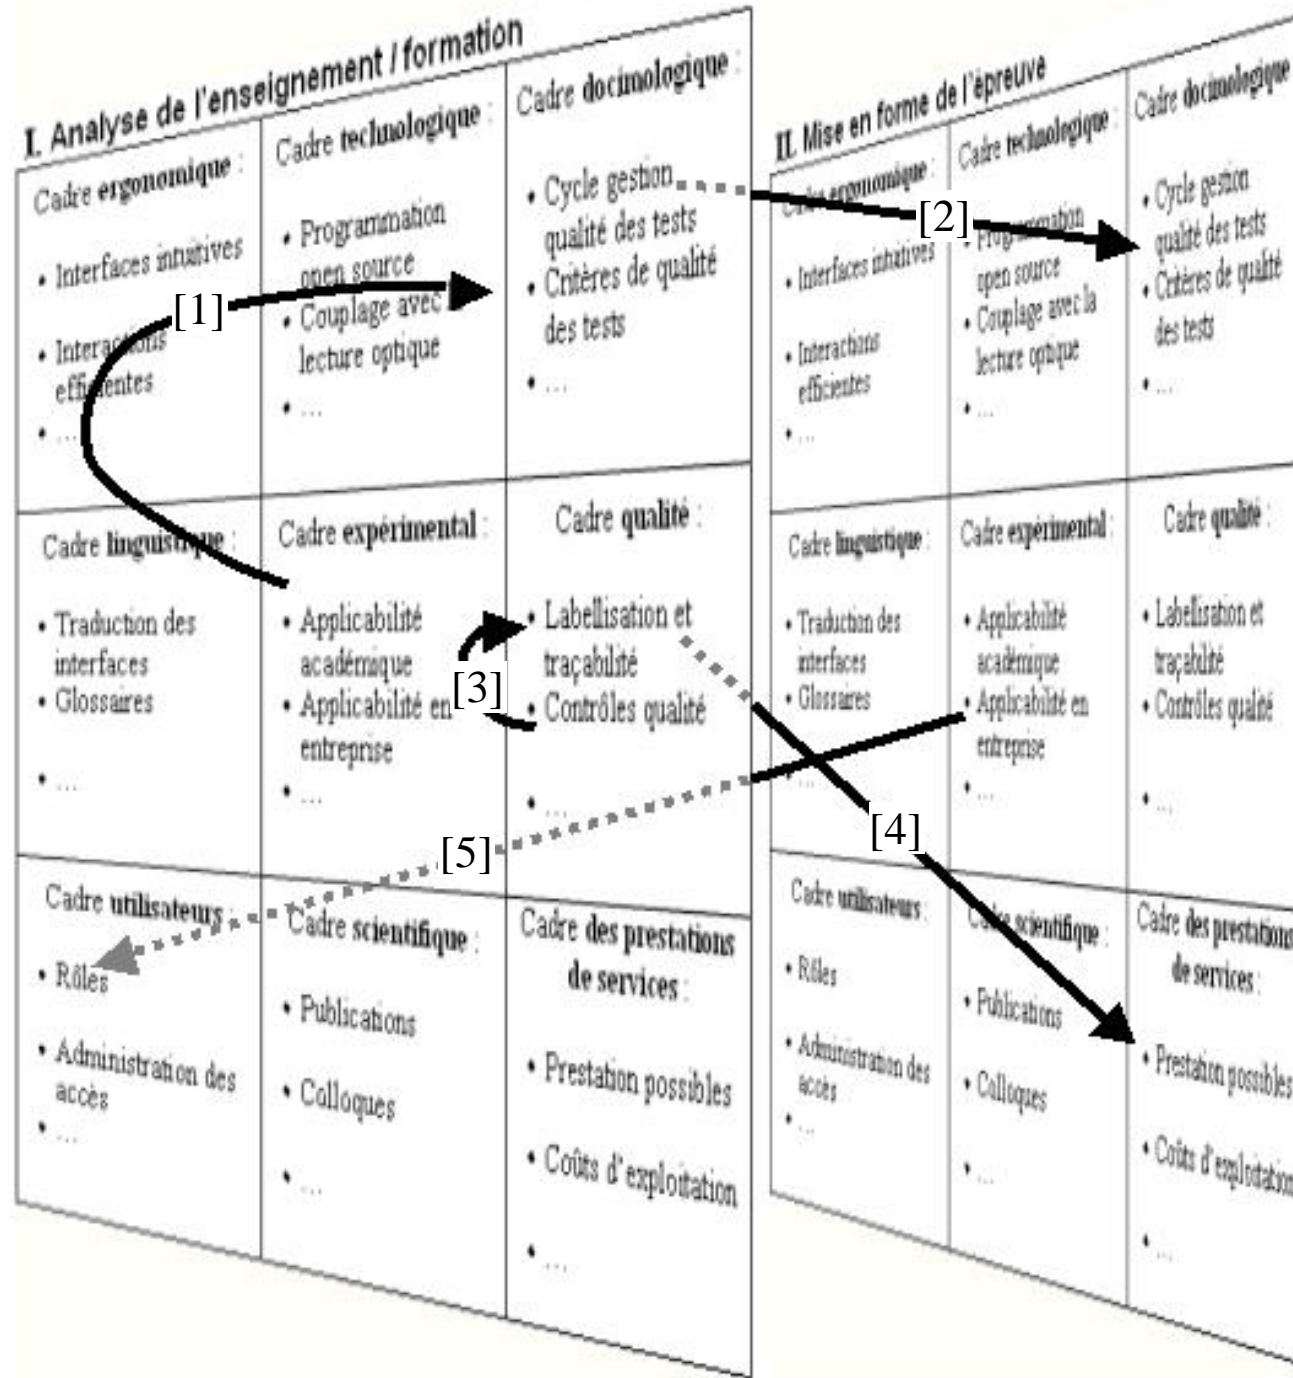 I. Analyse de l'enseignement / formation
Cadre ergonomique :
• Interfaces intuitives
• Interactions
efficientes
• ...
Cadre technologique :
• Programmation
open source
• Couplage avec
lecture optique
• ...
Cadre docimologique :
• Cycle gestion
qualité des tests
• Critères de qualité
des tests
• ...
[1]
Cadre linguistique :
• Traduction des
interfaces
• Glossaires
• ...
Cadre expérimental :
• Applicabilité
académique
• Applicabilité en
entreprise
• ...
Cadre qualité :
• Labellisation et
traçabilité
• Contrôles qualité
• ...
[3]
[5]
Cadre utilisateurs :
• Rôles
• Administration des
accès
• ...
Cadre scientifique :
• Publications
• Colloques
• ...
Cadre des prestations
de services :
• Prestation possibles
• Coûts d'exploitation
• ...
II. Mise en forme de l'épreuve
Cadre ergonomique :
• Interfaces intuitives
• Interactions
efficientes
• ...
Cadre technologique :
• Programmation
open source
• Couplage avec la
lecture optique
• ...
Cadre docimologique
• Cycle gestion
qualité des tests
• Critères de qualité
des tests
• ...
[2]
Cadre linguistique :
• Traduction des
interfaces
• Glossaires
• ...
Cadre expérimental :
• Applicabilité
académique
• Applicabilité en
entreprise
• ...
Cadre qualité :
• Labellisation et
traçabilité
• Contrôles qualité
• ...
[4]
Cadre utilisateurs :
• Rôles
• Administration des
accès
• ...
Cadre scientifique :
• Publications
• Colloques
• ...
Cadre des prestations
de services :
• Prestation possibles
• Coûts d'exploitation
• ...